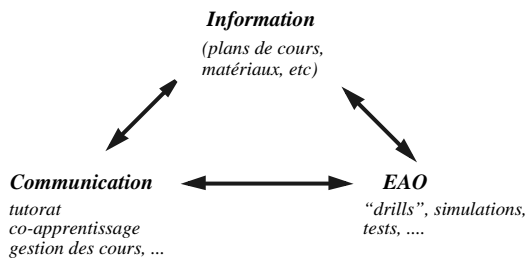 Information
(plans de cours,
matériaux, etc)
Communication
tutorat
co-apprentissage
gestion des cours, ...
EAO
“drills”, simulations,
tests, ....